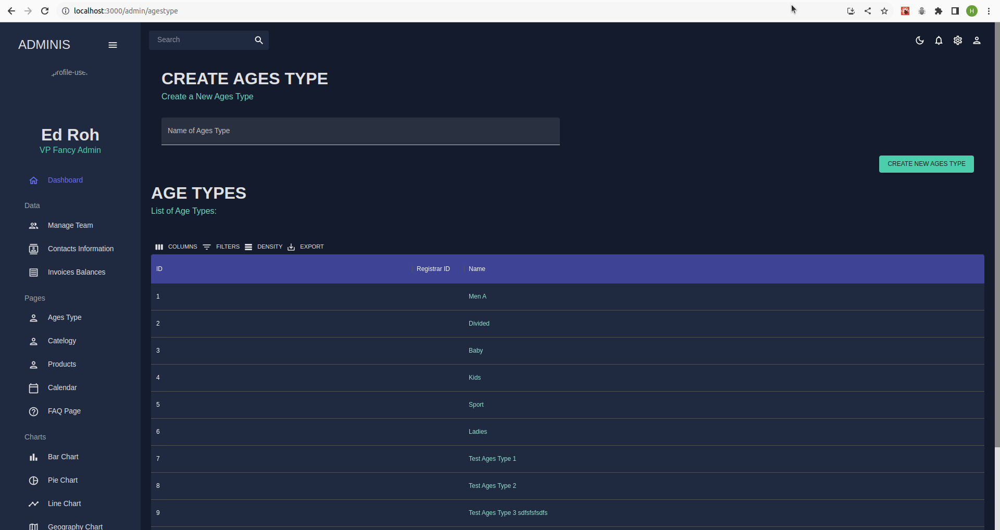 localhost:3000/admin/agestype
H
ADMINIS
Search
profile-user
Ed Roh
VP Fancy Admin
Dashboard
Data
Manage Team
Contacts Information
Invoices Balances
Pages
Ages Type
Catelogy
Products
Calendar
FAQ Page
Charts
Bar Chart
Pie Chart
Line Chart
Geography Chart
CREATE AGES TYPE
Create a New Ages Type
Name of Ages Type
CREATE NEW AGES TYPE
AGE TYPES
List of Age Types:
COLUMNS FILTERS DENSITY EXPORT
ID Registrar ID Name
1 Men A
2 Divided
3 Baby
4 Kids
5 Sport
6 Ladies
7 Test Ages Type 1
8 Test Ages Type 2
9 Test Ages Type 3 sdfsfsfsdfs